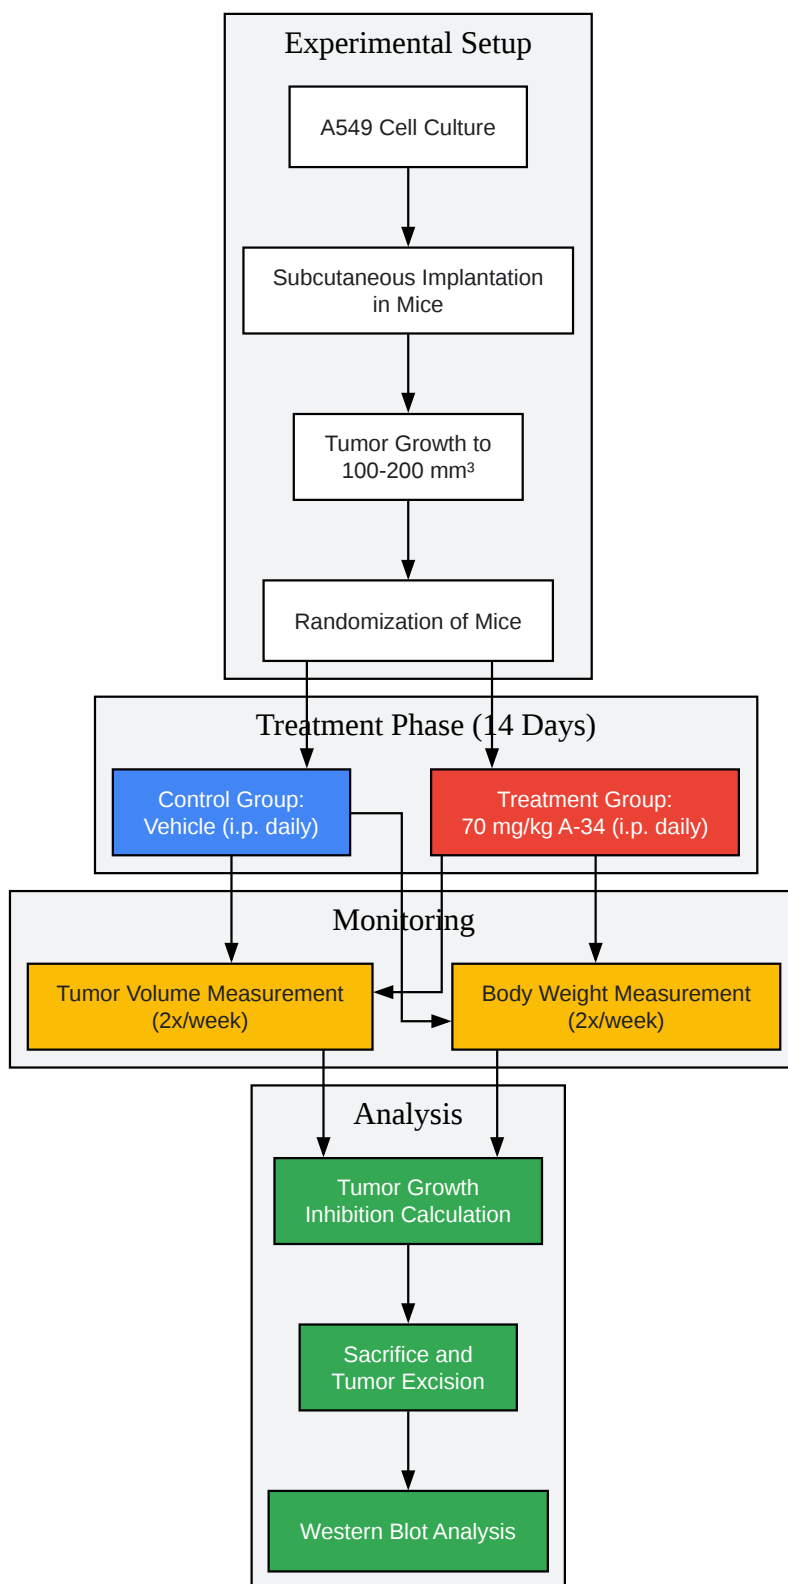 Experimental Setup
A549 Cell Culture
Subcutaneous Implantation
in Mice
Tumor Growth to
100-200 mm³
Randomization of Mice
Treatment Phase (14 Days)
Control Group:
Vehicle (i.p. daily)
Treatment Group:
70 mg/kg A-34 (i.p. daily)
Monitoring
Tumor Volume Measurement
(2x/week)
Body Weight Measurement
(2x/week)
Analysis
Tumor Growth
Inhibition Calculation
Sacrifice and
Tumor Excision
Western Blot Analysis